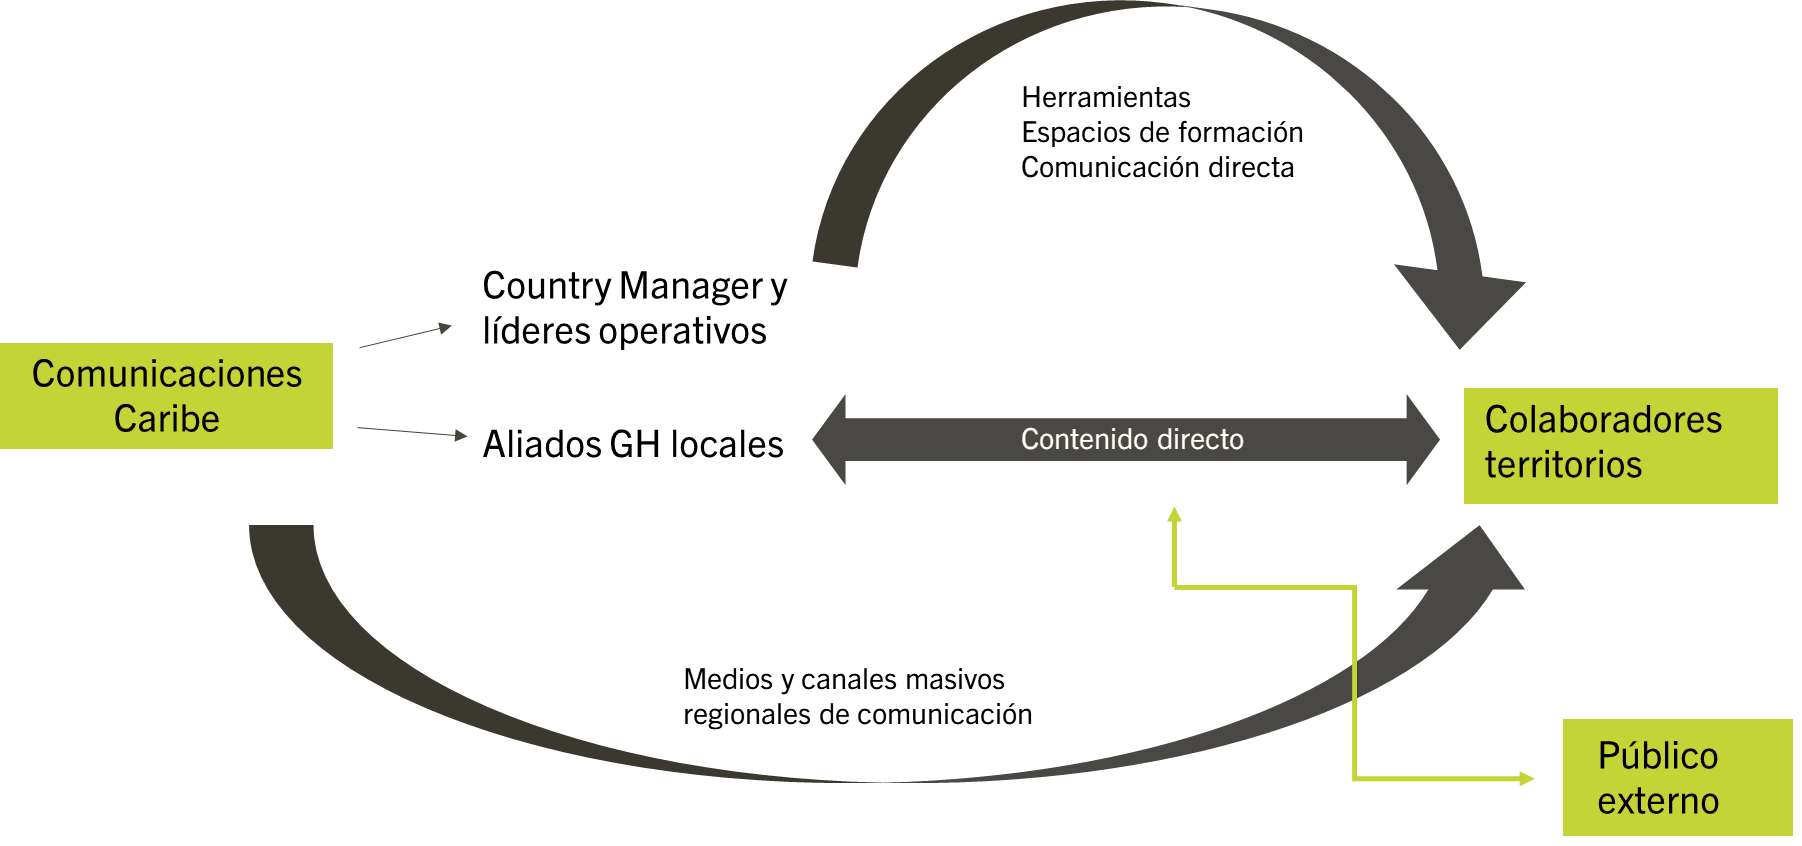 Herramientas
Espacios de formación
Comunicación directa
Country Manager y
líderes operativos
Comunicaciones
Caribe
Aliados GH locales
Contenido directo
Colaboradores
territorios
Medios y canales masivos
regionales de comunicación
Público
externo